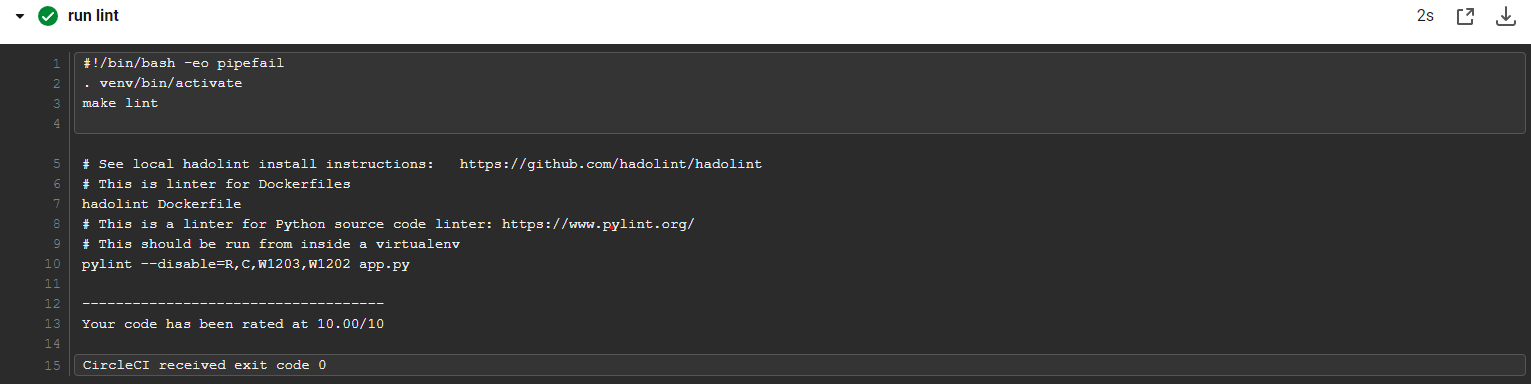 run lint 2s
1 #!/bin/bash -eo pipefail
2 . venv/bin/activate
3 make lint
4
5 # See local hadolint install instructions:   https://github.com/hadolint/hadolint
6 # This is linter for Dockerfiles
7 hadolint Dockerfile
8 # This is a linter for Python source code linter: https://www.pylint.org/
9 # This should be run from inside a virtualenv
10 pylint --disable=R,C,W1203,W1202 app.py
11
12 ------------------------------------
13 Your code has been rated at 10.00/10
14
15 CircleCI received exit code 0